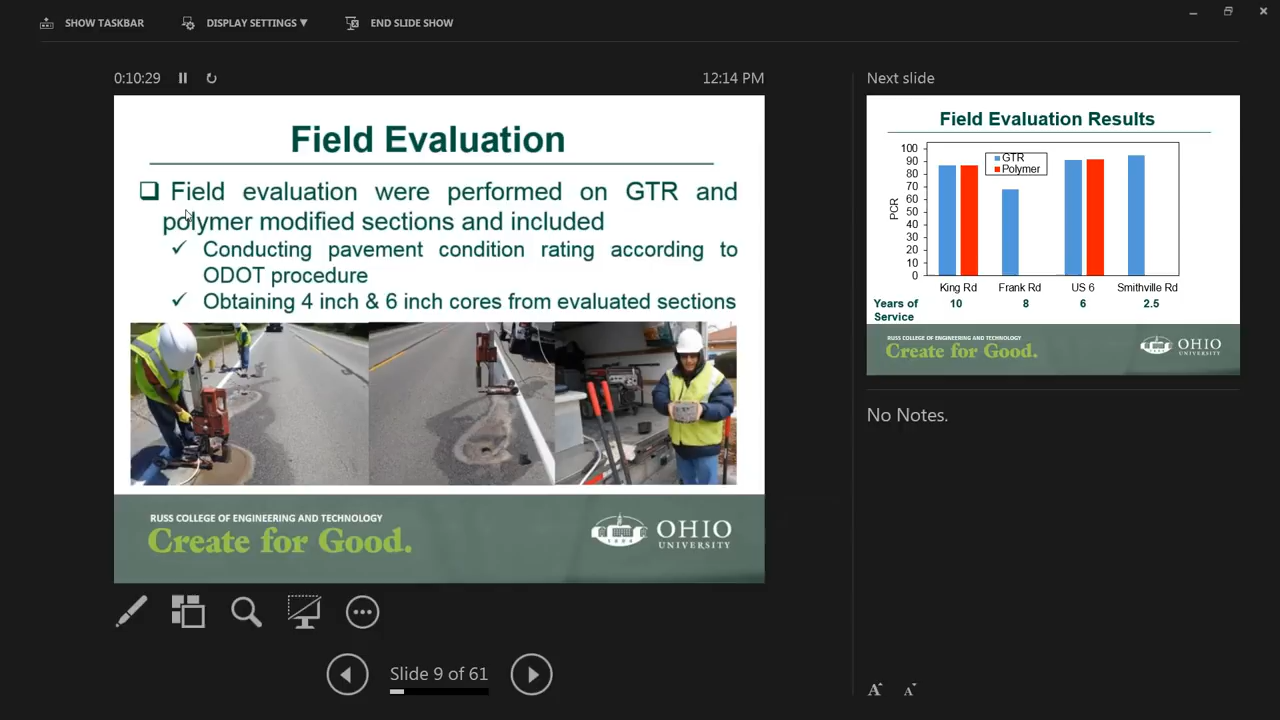 SHOW TASKBAR
DISPLAY SETTINGS ▼
END SLIDE SHOW
0:10:29
12:14 PM
Field Evaluation
Field evaluation were performed on GTR and
polymer modified sections and included
Conducting pavement condition rating according to
ODOT procedure
Obtaining 4 inch & 6 inch cores from evaluated sections
RUSS COLLEGE OF ENGINEERING AND TECHNOLOGY
Create for Good.
OHIO
UNIVERSITY
1804
Slide 9 of 61
Next slide
Field Evaluation Results
GTR
Polymer
PCR
100
90
80
70
60
50
40
30
20
10
0
King Rd
Frank Rd
US 6
Smithville Rd
Years of
Service
10
8
6
2.5
RUSS COLLEGE OF ENGINEERING AND TECHNOLOGY
Create for Good.
OHIO
UNIVERSITY
No Notes.
A
A